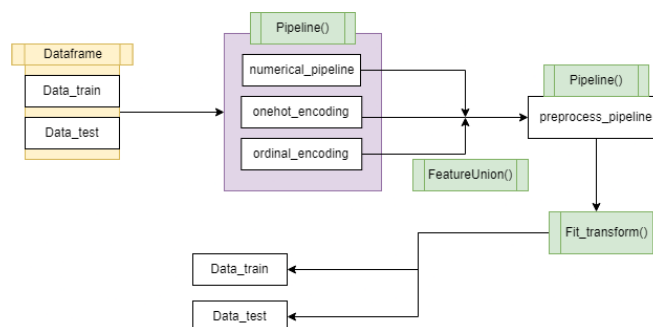 Pipeline()
Dataframe
numerical_pipeline
Data_train
onehot_encoding
Data_test
ordinal_encoding
FeatureUnion()
Pipeline()
preprocess_pipeline
Fit_transform()
Data_train
Data_test